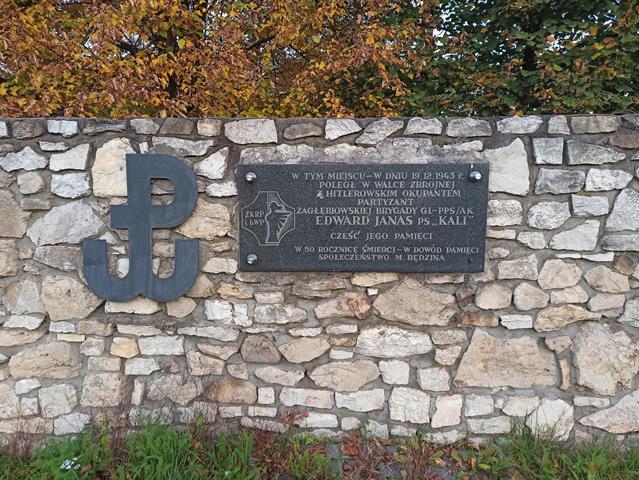 W TYM MIEJSCU – W DNIU 19.12.1943 r.
POLEGŁ W WALCE ZBROJNEJ
Z HITLEROWSKIM OKUPANTEM
PARTYZANT
ZAGŁĘBIOWSKIEJ BRYGADY GL-PPS/AK
EDWARD JANAS PS. „KALI”
CZEŚĆ JEGO PAMIĘCI
W 50 ROCZNICĘ ŚMIERCI – W DOWÓD PAMIĘCI
SPOŁECZEŃSTWO M. BĘDZINA
ZKRP
i BWP